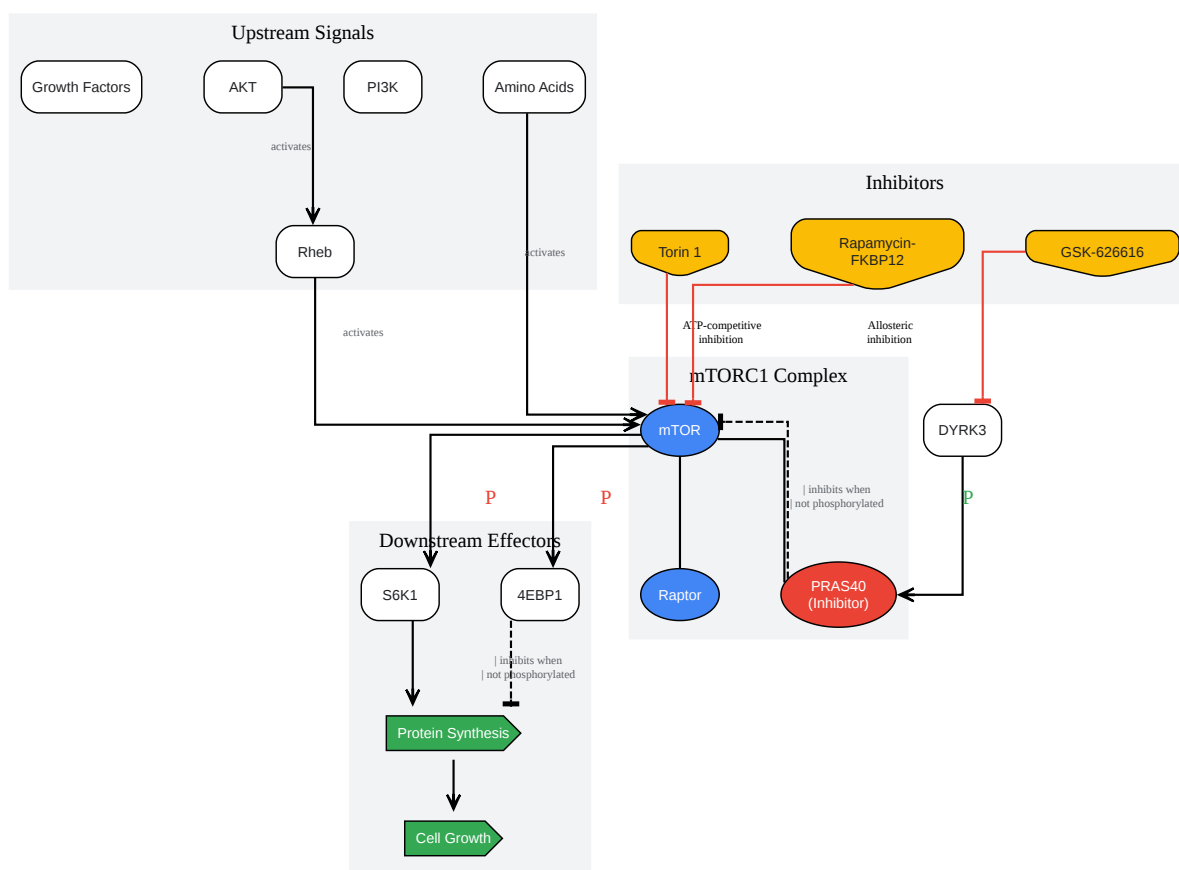 Upstream Signals
Growth Factors
AKT
PI3K
Amino Acids
activates
Rheb
activates
activates
Inhibitors
Torin 1
Rapamycin-
FKBP12
GSK-626616
ATP-competitive
inhibition
Allosteric
inhibition
mTORC1 Complex
mTOR
DYRK3
| inhibits when
| not phosphorylated
P
P
P
Raptor
PRAS40
(Inhibitor)
Downstream Effectors
S6K1
4EBP1
| inhibits when
| not phosphorylated
Protein Synthesis
Cell Growth